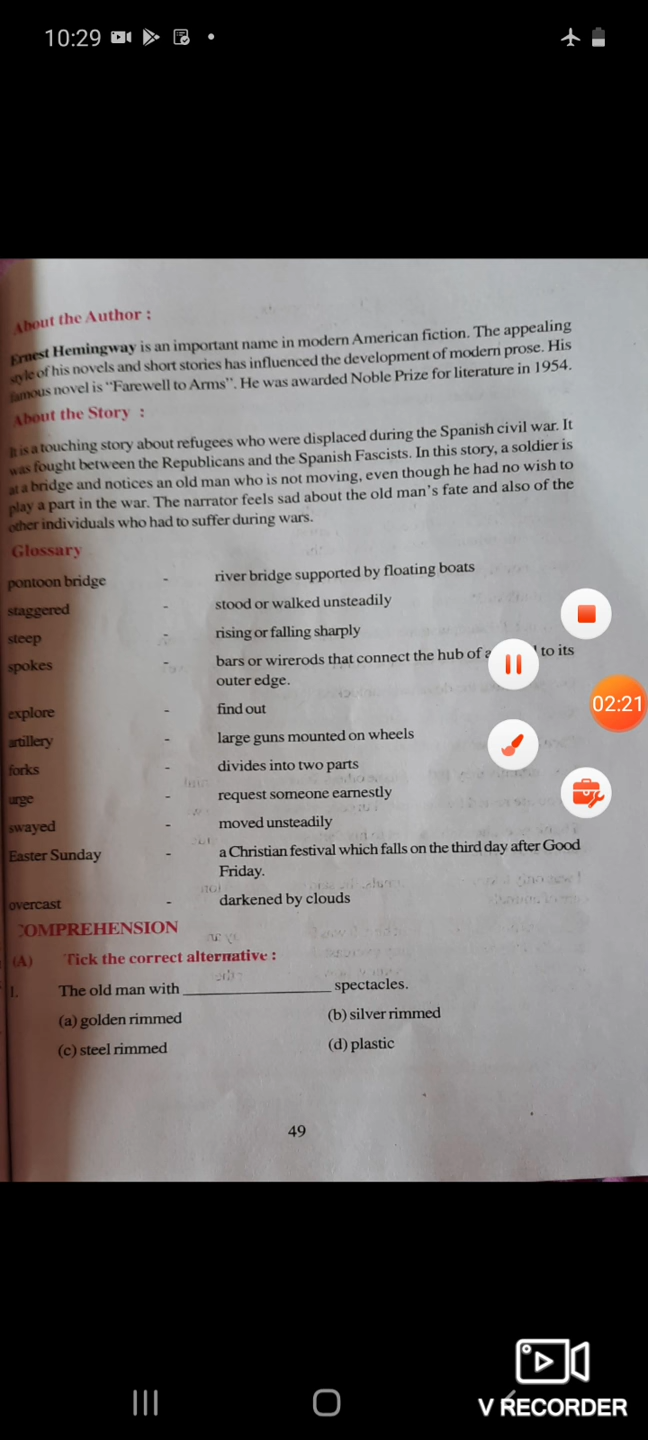 10:29
About the Author :
Ernest Hemingway is an important name in modern American fiction. The appealing
style of his novels and short stories has influenced the development of modern prose. His
famous novel is "Farewell to Arms". He was awarded Noble Prize for literature in 1954.
About the Story :
It is a touching story about refugees who were displaced during the Spanish civil war. It
was fought between the Republicans and the Spanish Fascists. In this story, a soldier is
at a bridge and notices an old man who is not moving, even though he had no wish to
play a part in the war. The narrator feels sad about the old man's fate and also of the
other individuals who had to suffer during wars.
Glossary
pontoon bridge - river bridge supported by floating boats
staggered - stood or walked unsteadily
steep - rising or falling sharply
spokes - bars or wirerods that connect the hub of a to its
outer edge.
explore - find out
artillery - large guns mounted on wheels
forks - divides into two parts
urge - request someone earnestly
swayed - moved unsteadily
Easter Sunday - a Christian festival which falls on the third day after Good
Friday.
overcast - darkened by clouds
COMPREHENSION
(A) Tick the correct alternative :
1. The old man with ____________ spectacles.
(a) golden rimmed (b) silver rimmed
(c) steel rimmed (d) plastic
49
02:21
V RECORDER